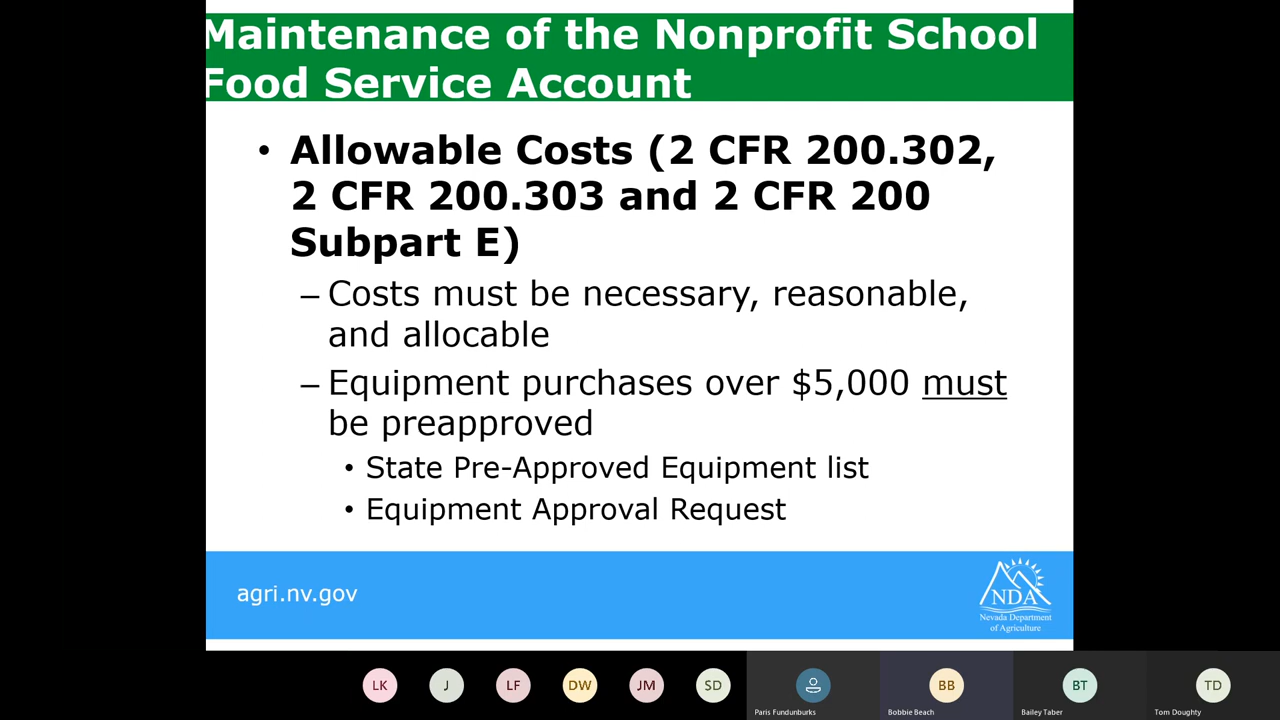 Maintenance of the Nonprofit School
Food Service Account
• Allowable Costs (2 CFR 200.302,
2 CFR 200.303 and 2 CFR 200
Subpart E)
– Costs must be necessary, reasonable,
and allocable
– Equipment purchases over $5,000 must
be preapproved
• State Pre-Approved Equipment list
• Equipment Approval Request
agri.nv.gov
NDA
Nevada Department
of Agriculture
LK J LF DW JM SD BB BT TD
Paris Fundunburks Bobbie Beach Bailey Taber Tom Doughty